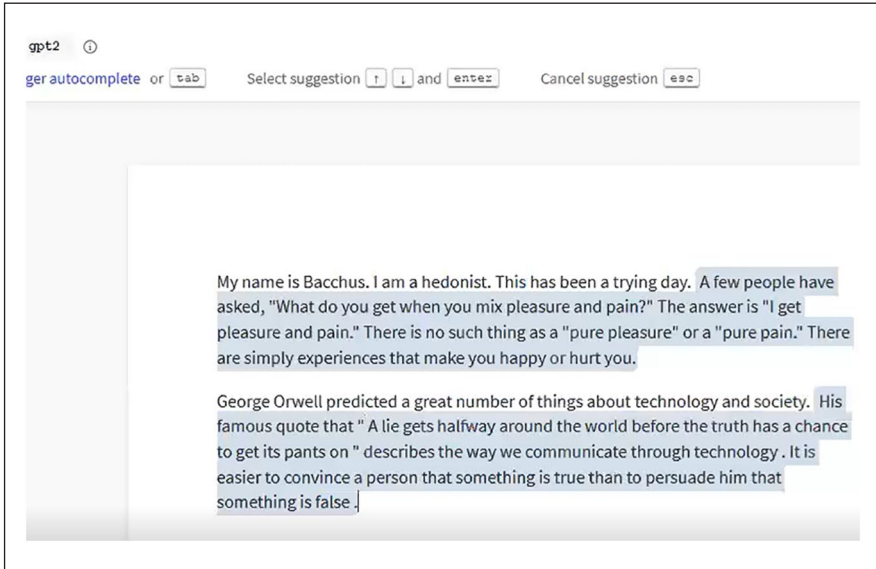 gpt2
ger autocomplete or tab Select suggestion ↑ ↓ and enter Cancel suggestion esc
My name is Bacchus. I am a hedonist. This has been a trying day. A few people have
asked, "What do you get when you mix pleasure and pain?" The answer is "I get
pleasure and pain." There is no such thing as a "pure pleasure" or a "pure pain." There
are simply experiences that make you happy or hurt you.
George Orwell predicted a great number of things about technology and society. His
famous quote that " A lie gets halfway around the world before the truth has a chance
to get its pants on " describes the way we communicate through technology . It is
easier to convince a person that something is true than to persuade him that
something is false .